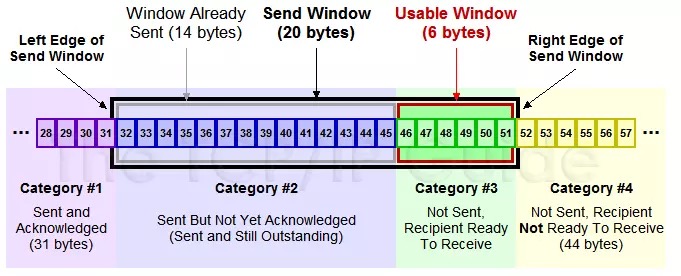 Window Already
Sent (14 bytes)
Send Window
(20 bytes)
Usable Window
(6 bytes)
Left Edge of
Send Window
Right Edge of
Send Window
... 28 29 30 31 32 33 34 35 36 37 38 39 40 41 42 43 44 45 46 47 48 49 50 51 52 53 54 55 56 57 ...
The TCP/IP Guide
Category #1
Sent and
Acknowledged
(31 bytes)
Category #2
Sent But Not Yet Acknowledged
(Sent and Still Outstanding)
Category #3
Not Sent,
Recipient Ready
To Receive
Category #4
Not Sent, Recipient
Not Ready To Receive
(44 bytes)